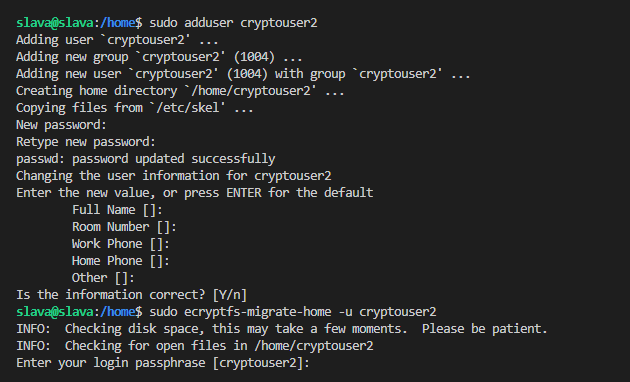 slava@slava:/home$ sudo adduser cryptouser2
Adding user `cryptouser2' ...
Adding new group `cryptouser2' (1004) ...
Adding new user `cryptouser2' (1004) with group `cryptouser2' ...
Creating home directory `/home/cryptouser2' ...
Copying files from `/etc/skel' ...
New password:
Retype new password:
passwd: password updated successfully
Changing the user information for cryptouser2
Enter the new value, or press ENTER for the default
        Full Name []:
        Room Number []:
        Work Phone []:
        Home Phone []:
        Other []:
Is the information correct? [Y/n]
slava@slava:/home$ sudo ecryptfs-migrate-home -u cryptouser2
INFO:  Checking disk space, this may take a few moments.  Please be patient.
INFO:  Checking for open files in /home/cryptouser2
Enter your login passphrase [cryptouser2]: